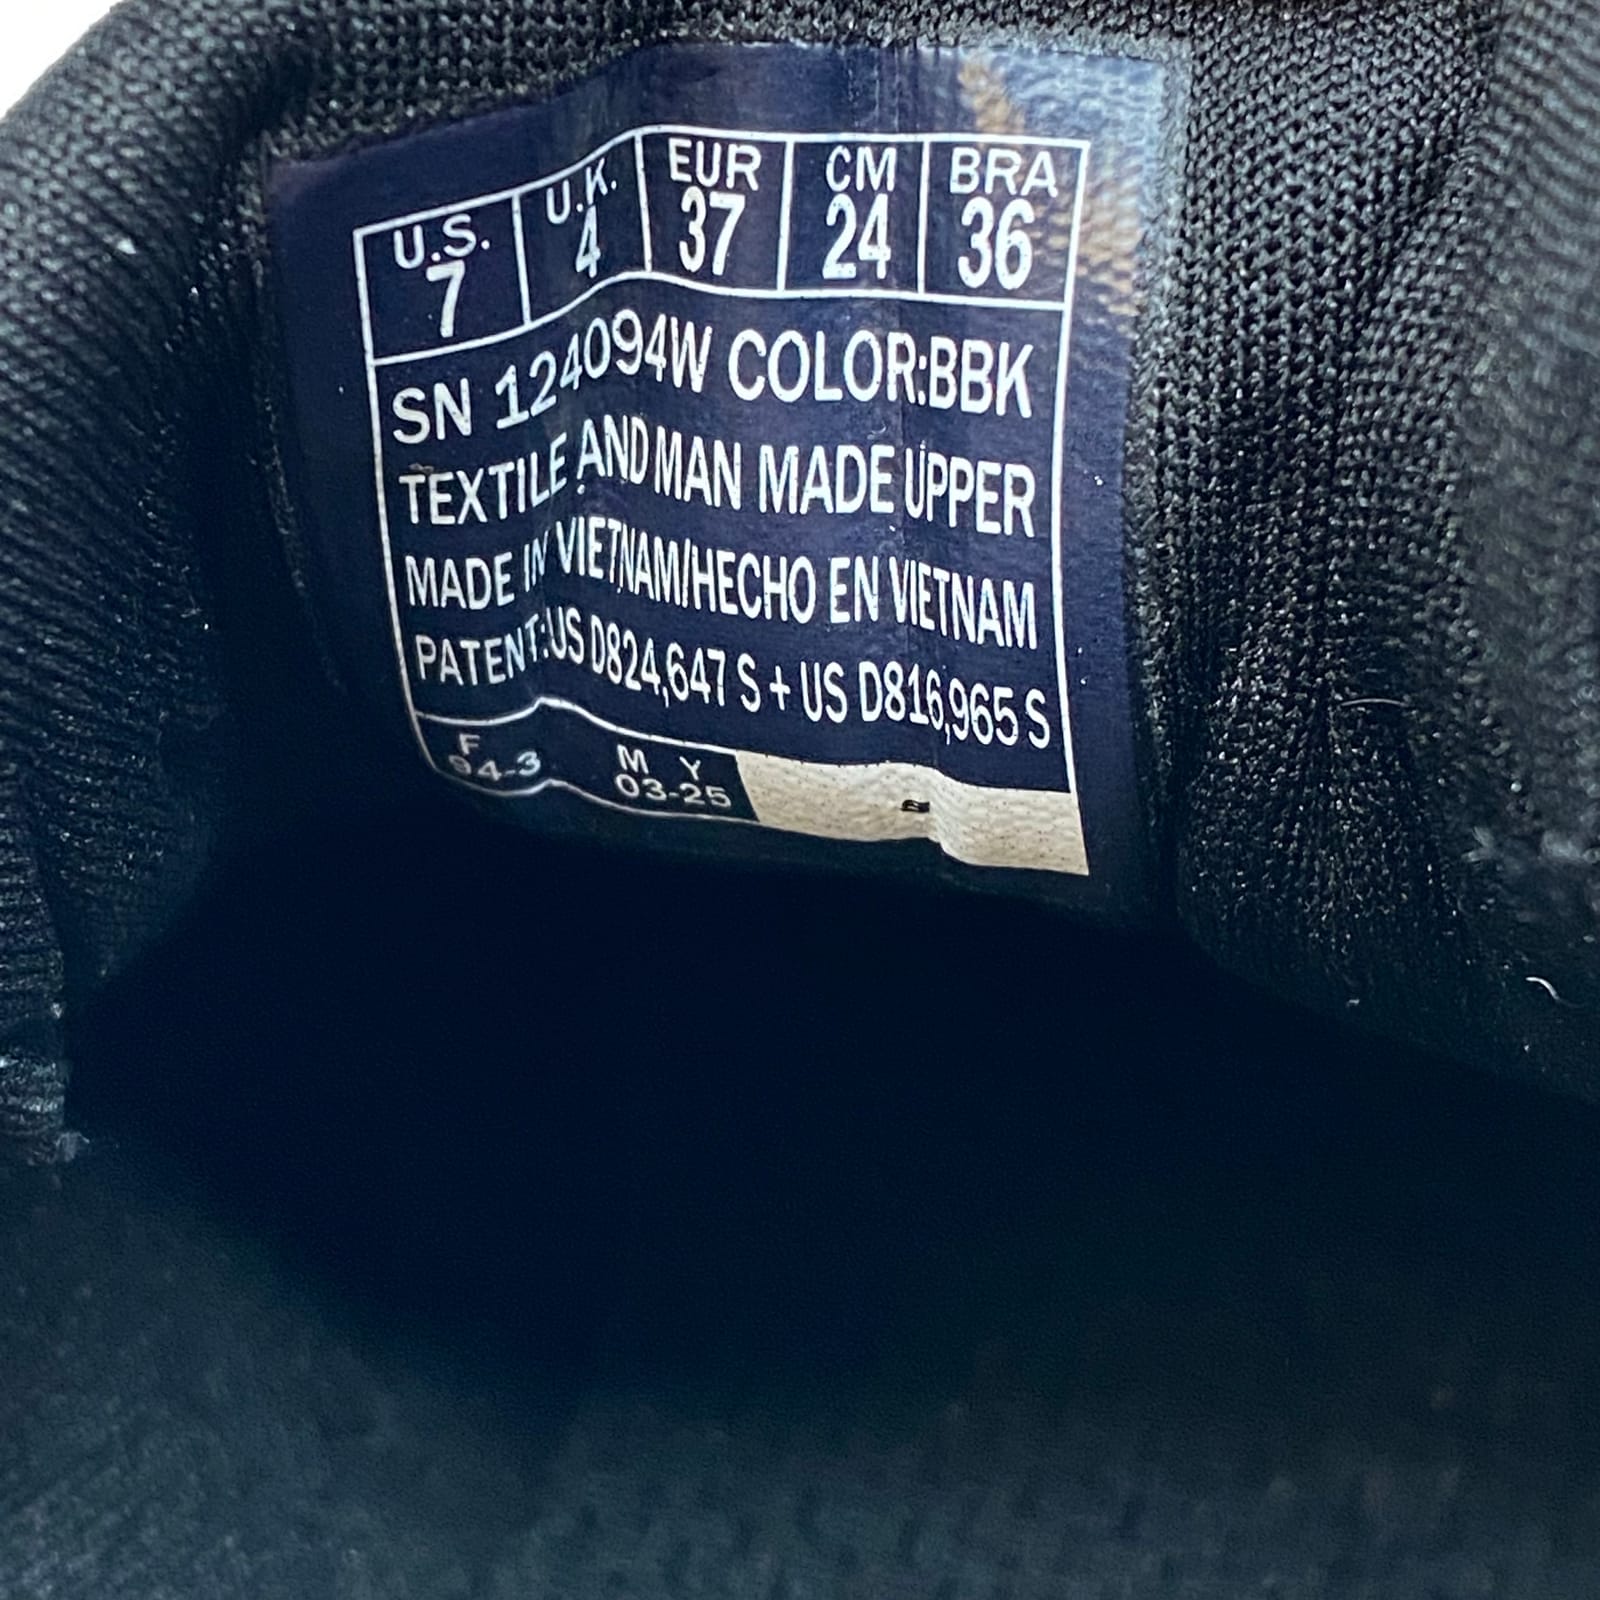 U.S. U.K. EUR CM BRA
7 4 37 24 36
SN 124094W COLOR:BBK
TEXTILE AND MAN MADE UPPER
MADE IN VIETNAM/HECHO EN VIETNAM
PATENT:US D824,647 S + US D816,965 S
F M Y
94-3 03-25